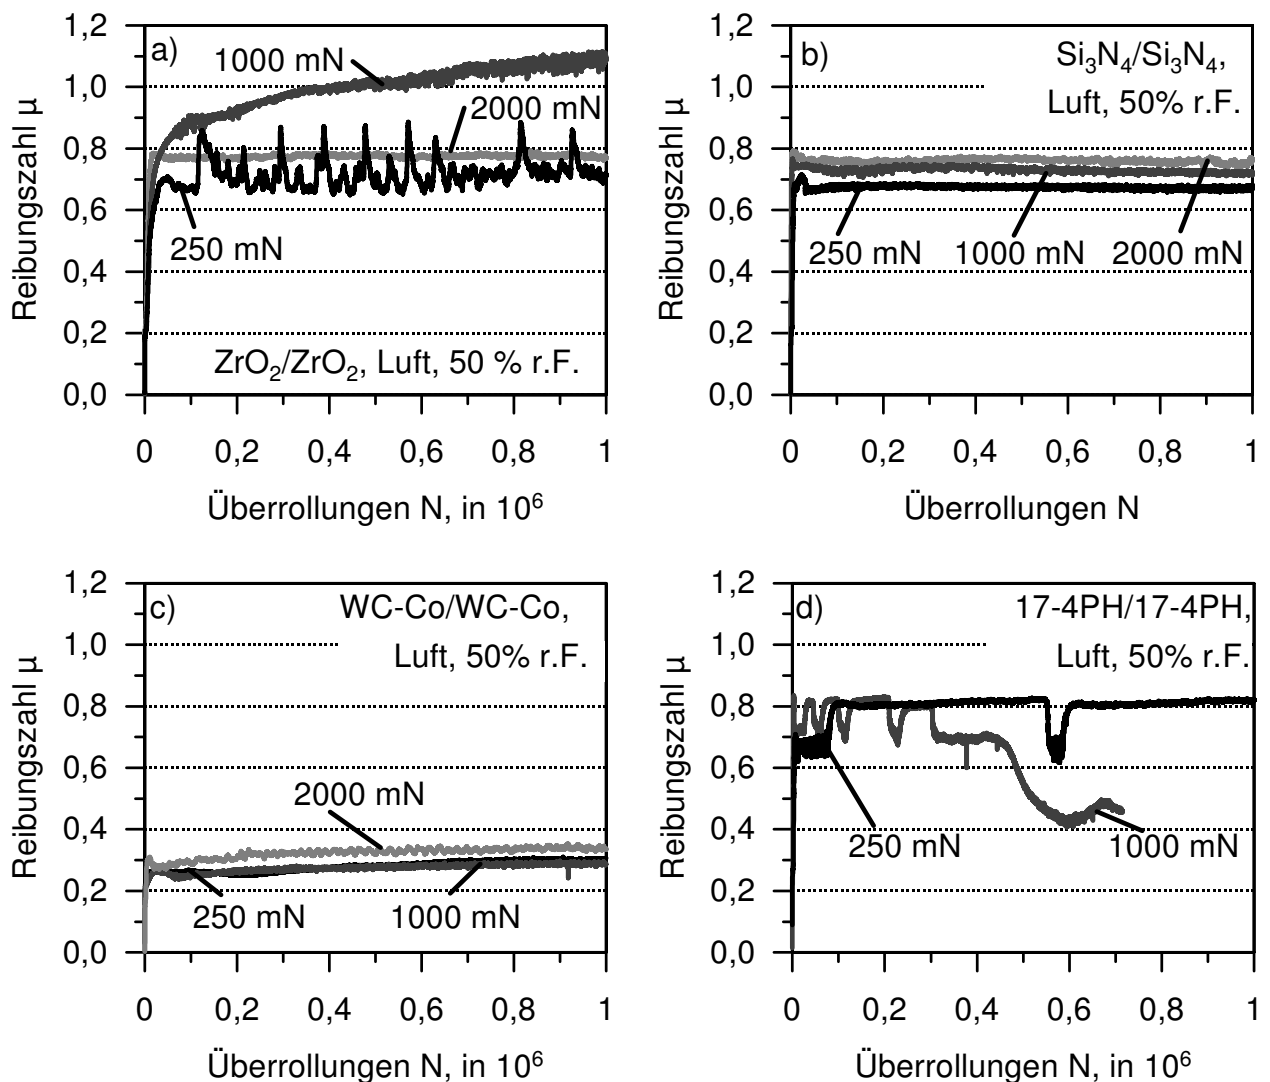 Reibungszahl µ
1,2
1,0
0,8
0,6
0,4
0,2
0,0
a)
1000 mN
2000 mN
250 mN
ZrO₂/ZrO₂, Luft, 50 % r.F.
0 0,2 0,4 0,6 0,8 1
Überrollungen N, in 10⁶
Reibungszahl µ
1,2
1,0
0,8
0,6
0,4
0,2
0,0
b)
Si₃N₄/Si₃N₄,
Luft, 50% r.F.
250 mN 1000 mN 2000 mN
0 0,2 0,4 0,6 0,8 1
Überrollungen N
Reibungszahl µ
1,2
1,0
0,8
0,6
0,4
0,2
0,0
c)
WC-Co/WC-Co,
Luft, 50% r.F.
2000 mN
250 mN 1000 mN
0 0,2 0,4 0,6 0,8 1
Überrollungen N, in 10⁶
Reibungszahl µ
1,2
1,0
0,8
0,6
0,4
0,2
0,0
d)
17-4PH/17-4PH,
Luft, 50% r.F.
250 mN 1000 mN
0 0,2 0,4 0,6 0,8 1
Überrollungen N, in 10⁶